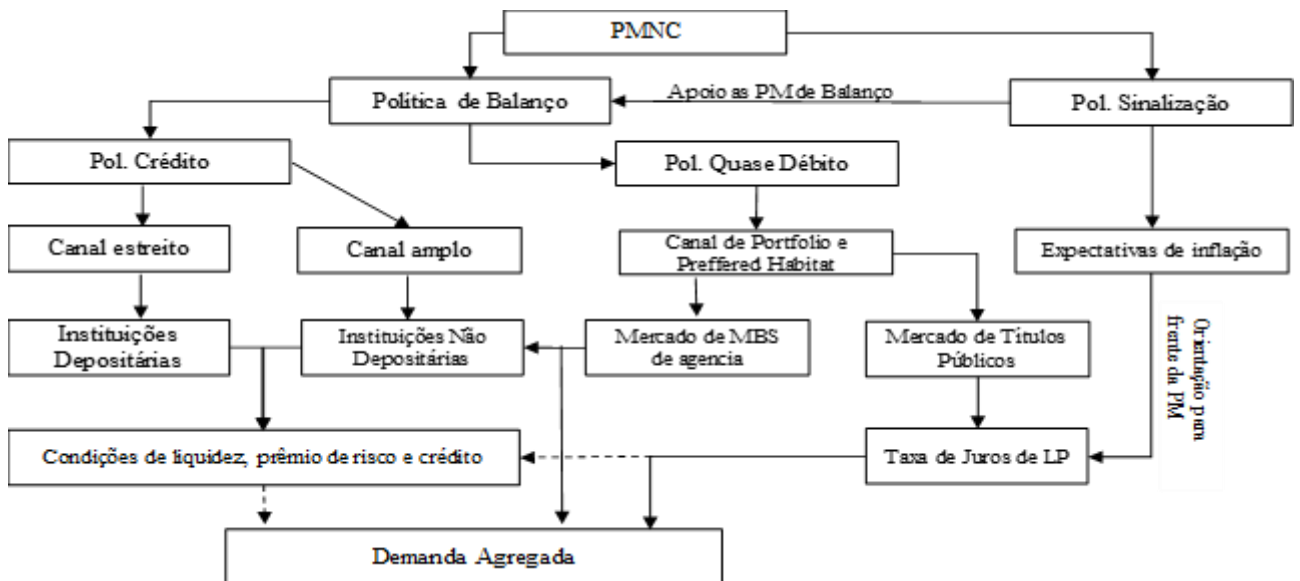 PMNC
Política de Balanço
Apoio as PM de Balanço
Pol. Sinalização
Pol. Crédito
Pol. Quase Débito
Canal estreito
Canal amplo
Canal de Portfolio e
Preffered Habitat
Expectativas de inflação
Instituições
Depositárias
Instituições Não
Depositárias
Mercado de MBS
de agencia
Mercado de Títulos
Públicos
Orientação para
frente da PM
Condições de liquidez, prêmio de risco e crédito
Taxa de Juros de LP
Demanda Agregada